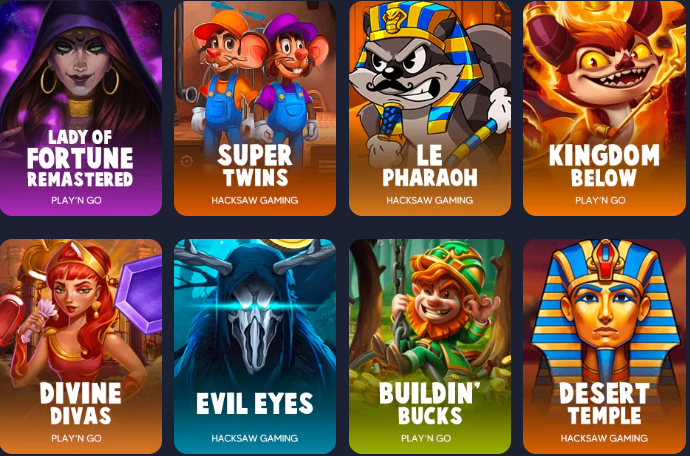 LADY OF
FORTUNE
REMASTERED
PLAY'N GO
SUPER
TWINS
HACKSAW GAMING
LE
PHARAOH
HACKSAW GAMING
KINGDOM
BELOW
PLAY'N GO
DIVINE
DIVAS
PLAY'N GO
EVIL EYES
HACKSAW GAMING
BUILDIN'
BUCKS
PLAY'N GO
DESERT
TEMPLE
HACKSAW GAMING